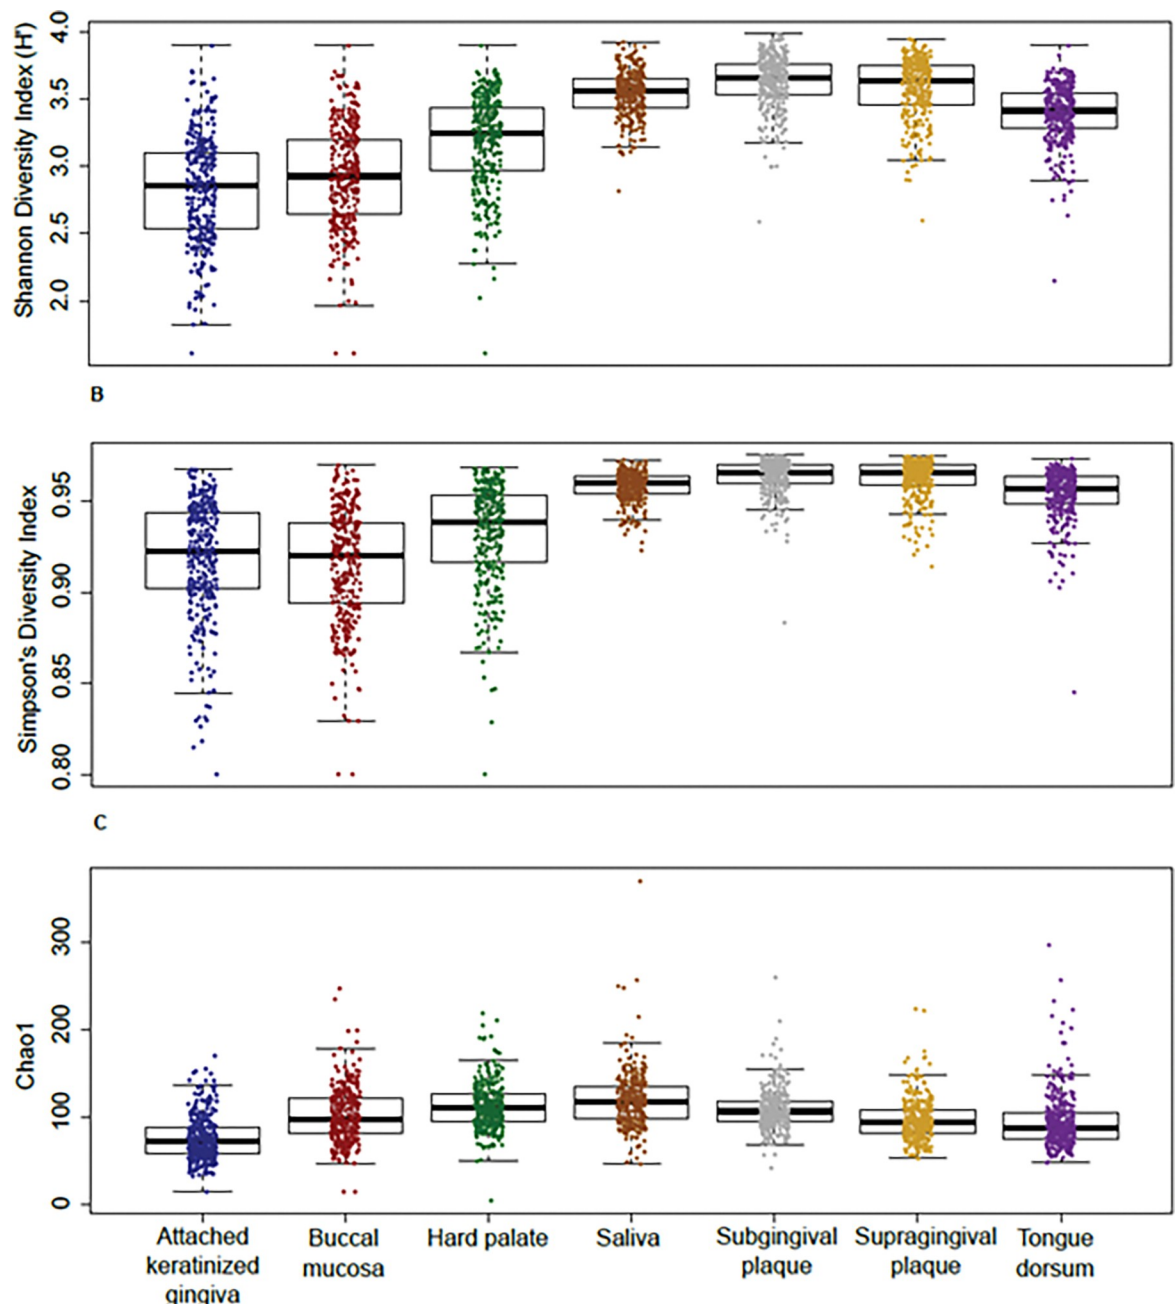 Shannon Diversity Index (H')
4.0
3.5
3.0
2.5
2.0
B
Simpson's Diversity Index
0.95
0.90
0.85
0.80
C
Chao1
300
200
100
0
Attached keratinized gingiva
Buccal mucosa
Hard palate
Saliva
Subgingival plaque
Supragingival plaque
Tongue dorsum